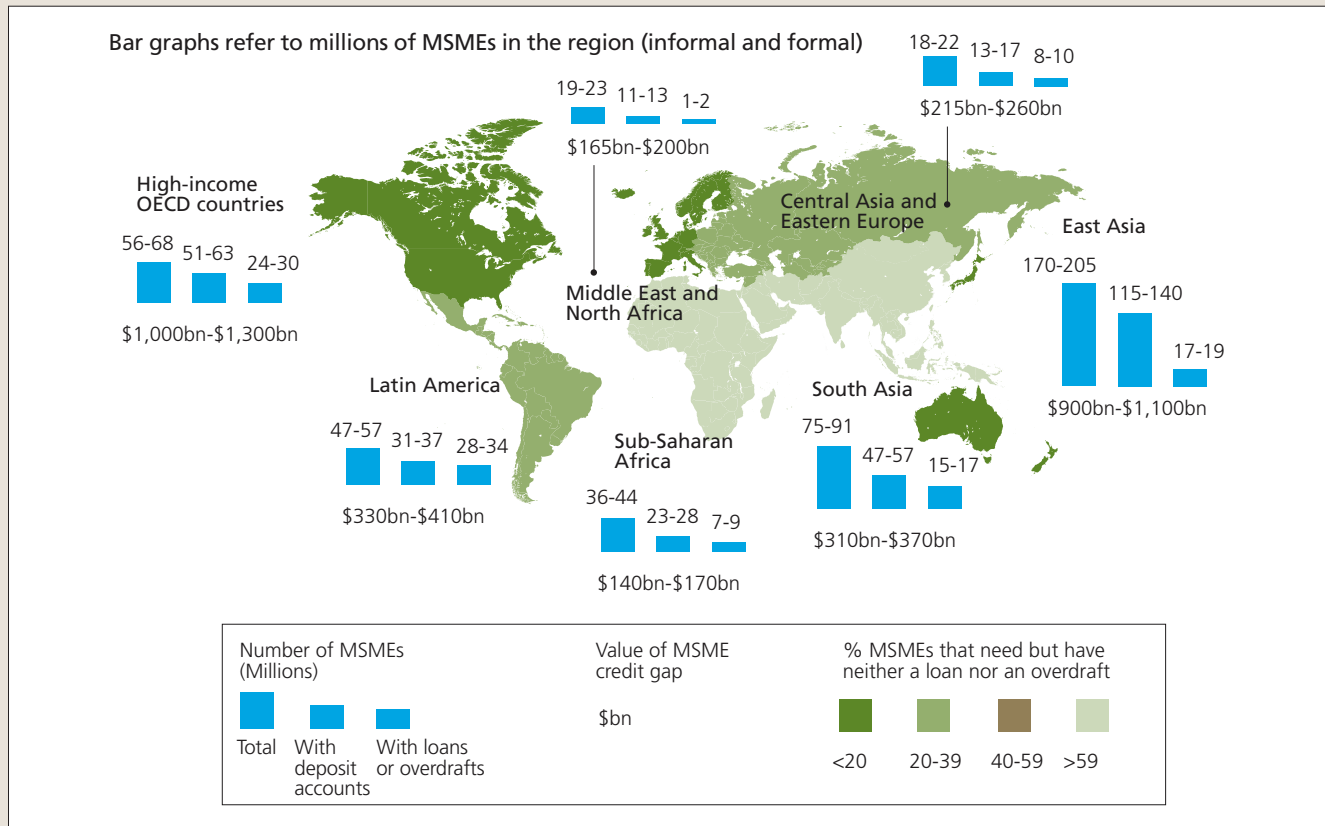 Bar graphs refer to millions of MSMEs in the region (informal and formal)
18-22 13-17 8-10
$215bn-$260bn
19-23 11-13 1-2
$165bn-$200bn
High-income
OECD countries
56-68 51-63 24-30
$1,000bn-$1,300bn
Central Asia and
Eastern Europe
East Asia
170-205
115-140
17-19
$900bn-$1,100bn
Middle East and
North Africa
Latin America
47-57 31-37 28-34
$330bn-$410bn
Sub-Saharan
Africa
36-44 23-28 7-9
$140bn-$170bn
South Asia
75-91 47-57 15-17
$310bn-$370bn
Number of MSMEs
(Millions)
Total
With
deposit
accounts
With loans
or overdrafts
Value of MSME
credit gap
$bn
% MSMEs that need but have
neither a loan nor an overdraft
<20 20-39 40-59 >59